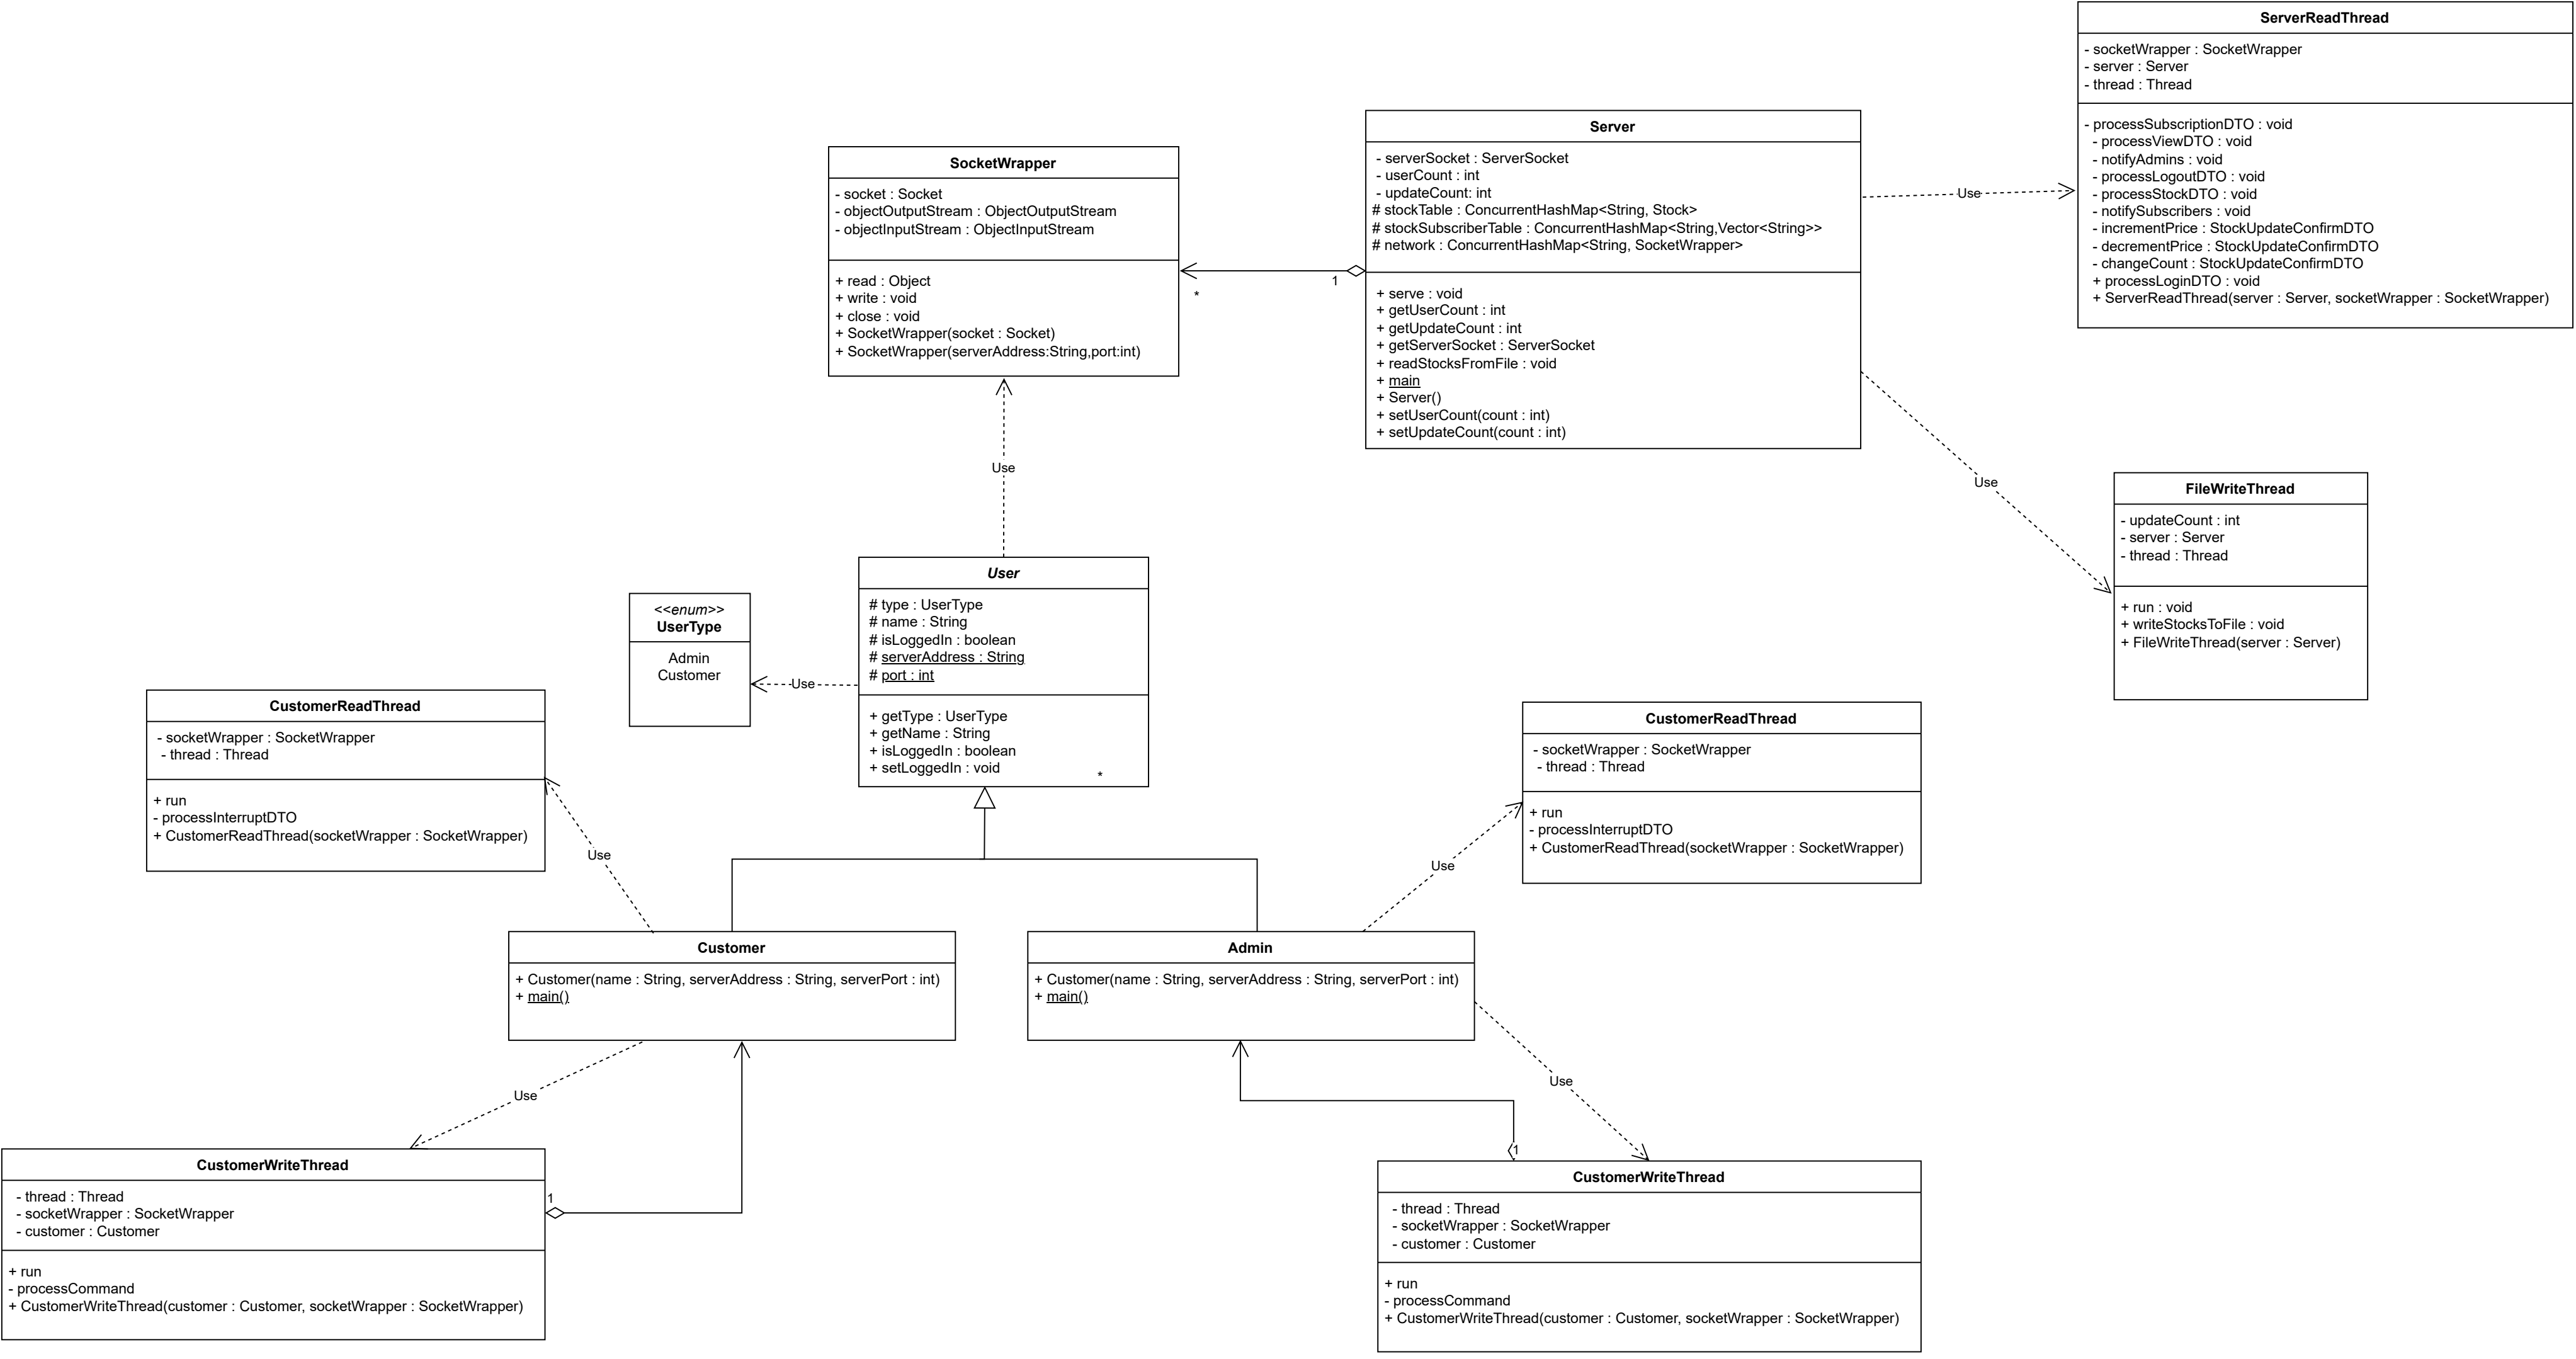 ServerReadThread
- socketWrapper : SocketWrapper
- server : Server
- thread : Thread
- processSubscriptionDTO : void
- processViewDTO : void
- notifyAdmins : void
- processLogoutDTO : void
- processStockDTO : void
- notifySubscribers : void
- incrementPrice : StockUpdateConfirmDTO
- decrementPrice : StockUpdateConfirmDTO
- changeCount : StockUpdateConfirmDTO
+ processLoginDTO : void
+ ServerReadThread(server : Server, socketWrapper : SocketWrapper)
Server
- serverSocket : ServerSocket
- userCount : int
- updateCount: int
# stockTable : ConcurrentHashMap<String, Stock>
# stockSubscriberTable : ConcurrentHashMap<String,Vector<String>>
# network : ConcurrentHashMap<String, SocketWrapper>
+ serve : void
+ getUserCount : int
+ getUpdateCount : int
+ getServerSocket : ServerSocket
+ readStocksFromFile : void
+ main
+ Server()
+ setUserCount(count : int)
+ setUpdateCount(count : int)
Use
SocketWrapper
- socket : Socket
- objectOutputStream : ObjectOutputStream
- objectInputStream : ObjectInputStream
+ read : Object
+ write : void
+ close : void
+ SocketWrapper(socket : Socket)
+ SocketWrapper(serverAddress:String,port:int)
1
*
Use
Use
FileWriteThread
- updateCount : int
- server : Server
- thread : Thread
+ run : void
+ writeStocksToFile : void
+ FileWriteThread(server : Server)
User
# type : UserType
# name : String
# isLoggedIn : boolean
# serverAddress : String
# port : int
+ getType : UserType
+ getName : String
+ isLoggedIn : boolean
+ setLoggedIn : void
*
<<enum>>
UserType
Admin
Customer
Use
CustomerReadThread
- socketWrapper : SocketWrapper
- thread : Thread
+ run
- processInterruptDTO
+ CustomerReadThread(socketWrapper : SocketWrapper)
CustomerReadThread
- socketWrapper : SocketWrapper
- thread : Thread
+ run
- processInterruptDTO
+ CustomerReadThread(socketWrapper : SocketWrapper)
Use
Use
Customer
+ Customer(name : String, serverAddress : String, serverPort : int)
+ main()
Admin
+ Customer(name : String, serverAddress : String, serverPort : int)
+ main()
Use
Use
CustomerWriteThread
- thread : Thread
- socketWrapper : SocketWrapper
- customer : Customer
+ run
- processCommand
+ CustomerWriteThread(customer : Customer, socketWrapper : SocketWrapper)
1
1
CustomerWriteThread
- thread : Thread
- socketWrapper : SocketWrapper
- customer : Customer
+ run
- processCommand
+ CustomerWriteThread(customer : Customer, socketWrapper : SocketWrapper)